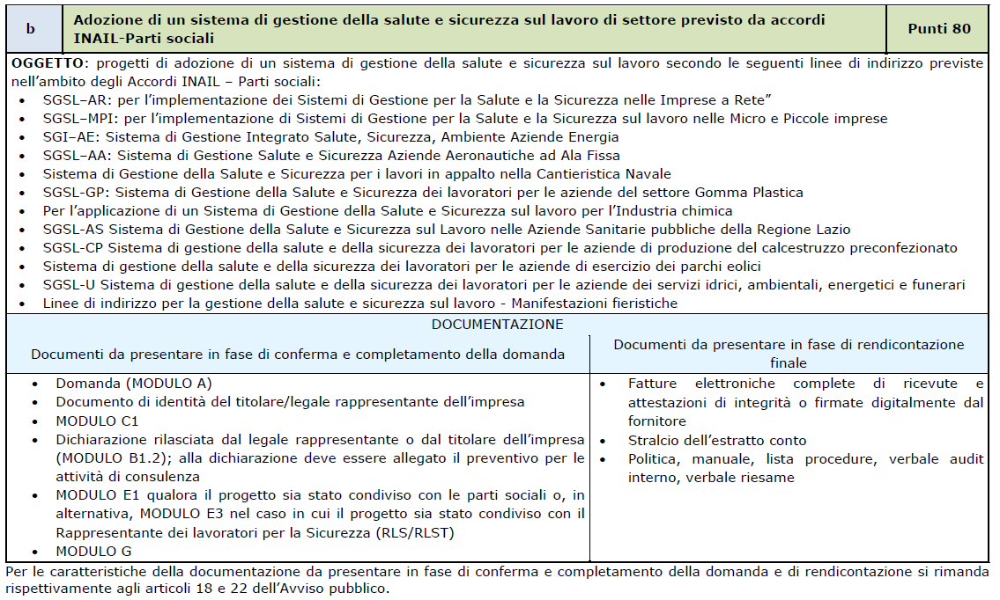 b
Adozione di un sistema di gestione della salute e sicurezza sul lavoro di settore previsto da accordi
INAIL-Parti sociali
Punti 80
OGGETTO: progetti di adozione di un sistema di gestione della salute e sicurezza sul lavoro secondo le seguenti linee di indirizzo previste
nell’ambito degli Accordi INAIL – Parti sociali:
• SGSL–AR: per l’implementazione dei Sistemi di Gestione per la Salute e la Sicurezza nelle Imprese a Rete”
• SGSL–MPI: per l’implementazione di Sistemi di Gestione per la Salute e la Sicurezza sul lavoro nelle Micro e Piccole imprese
• SGI–AE: Sistema di Gestione Integrato Salute, Sicurezza, Ambiente Aziende Energia
• SGSL–AA: Sistema di Gestione Salute e Sicurezza Aziende Aeronautiche ad Ala Fissa
• Sistema di Gestione della Salute e Sicurezza per i lavori in appalto nella Cantieristica Navale
• SGSL-GP: Sistema di Gestione della Salute e Sicurezza dei lavoratori per le aziende del settore Gomma Plastica
• Per l’applicazione di un Sistema di Gestione della Salute e Sicurezza sul lavoro per l’Industria chimica
• SGSL-AS Sistema di Gestione della Salute e Sicurezza sul Lavoro nelle Aziende Sanitarie pubbliche della Regione Lazio
• SGSL-CP Sistema di gestione della salute e della sicurezza dei lavoratori per le aziende di produzione del calcestruzzo preconfezionato
• Sistema di gestione della salute e della sicurezza dei lavoratori per le aziende di esercizio dei parchi eolici
• SGSL-U Sistema di gestione della salute e della sicurezza dei lavoratori per le aziende dei servizi idrici, ambientali, energetici e funerari
• Linee di indirizzo per la gestione della salute e sicurezza sul lavoro - Manifestazioni fieristiche
DOCUMENTAZIONE
Documenti da presentare in fase di conferma e completamento della domanda
Documenti da presentare in fase di rendicontazione
finale
• Domanda (MODULO A)
• Documento di identità del titolare/legale rappresentante dell’impresa
• MODULO C1
• Dichiarazione rilasciata dal legale rappresentante o dal titolare dell’impresa
(MODULO B1.2); alla dichiarazione deve essere allegato il preventivo per le
attività di consulenza
• MODULO E1 qualora il progetto sia stato condiviso con le parti sociali o, in
alternativa, MODULO E3 nel caso in cui il progetto sia stato condiviso con il
Rappresentante dei lavoratori per la Sicurezza (RLS/RLST)
• MODULO G
• Fatture elettroniche complete di ricevute e
attestazioni di integrità o firmate digitalmente dal
fornitore
• Stralcio dell’estratto conto
• Politica, manuale, lista procedure, verbale audit
interno, verbale riesame
Per le caratteristiche della documentazione da presentare in fase di conferma e completamento della domanda e di rendicontazione si rimanda
rispettivamente agli articoli 18 e 22 dell’Avviso pubblico.